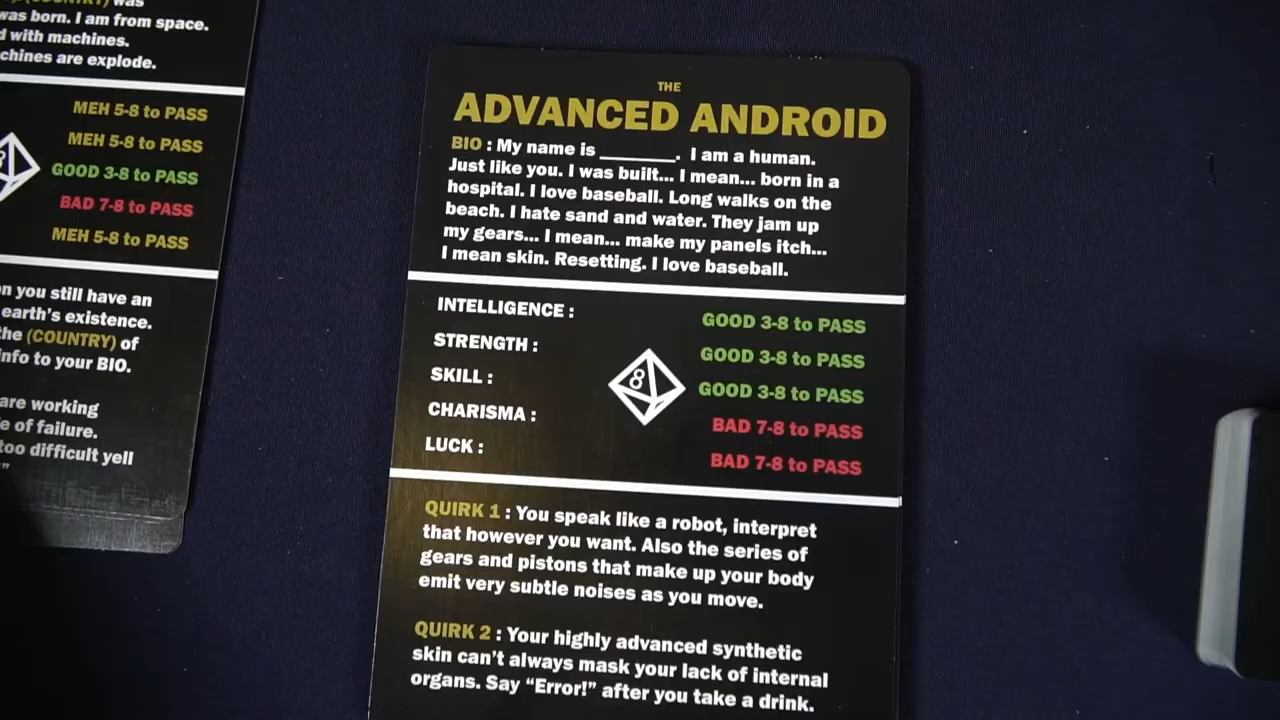 (COUNTRY) was
was born. I am from space.
with machines.
chines are explode.
MEH 5-8 to PASS
MEH 5-8 to PASS
GOOD 3-8 to PASS
BAD 7-8 to PASS
MEH 5-8 to PASS
n you still have an
earth's existence.
the (COUNTRY) of
info to your BIO.
are working
e of failure.
too difficult yell
"
THE
ADVANCED ANDROID
BIO : My name is ________. I am a human.
Just like you. I was built... I mean... born in a
hospital. I love baseball. Long walks on the
beach. I hate sand and water. They jam up
my gears... I mean... make my panels itch...
I mean skin. Resetting. I love baseball.
INTELLIGENCE : GOOD 3-8 to PASS
STRENGTH : GOOD 3-8 to PASS
SKILL : GOOD 3-8 to PASS
CHARISMA : BAD 7-8 to PASS
LUCK : BAD 7-8 to PASS
8
QUIRK 1 : You speak like a robot, interpret
that however you want. Also the series of
gears and pistons that make up your body
emit very subtle noises as you move.
QUIRK 2 : Your highly advanced synthetic
skin can't always mask your lack of internal
organs. Say "Error!" after you take a drink.